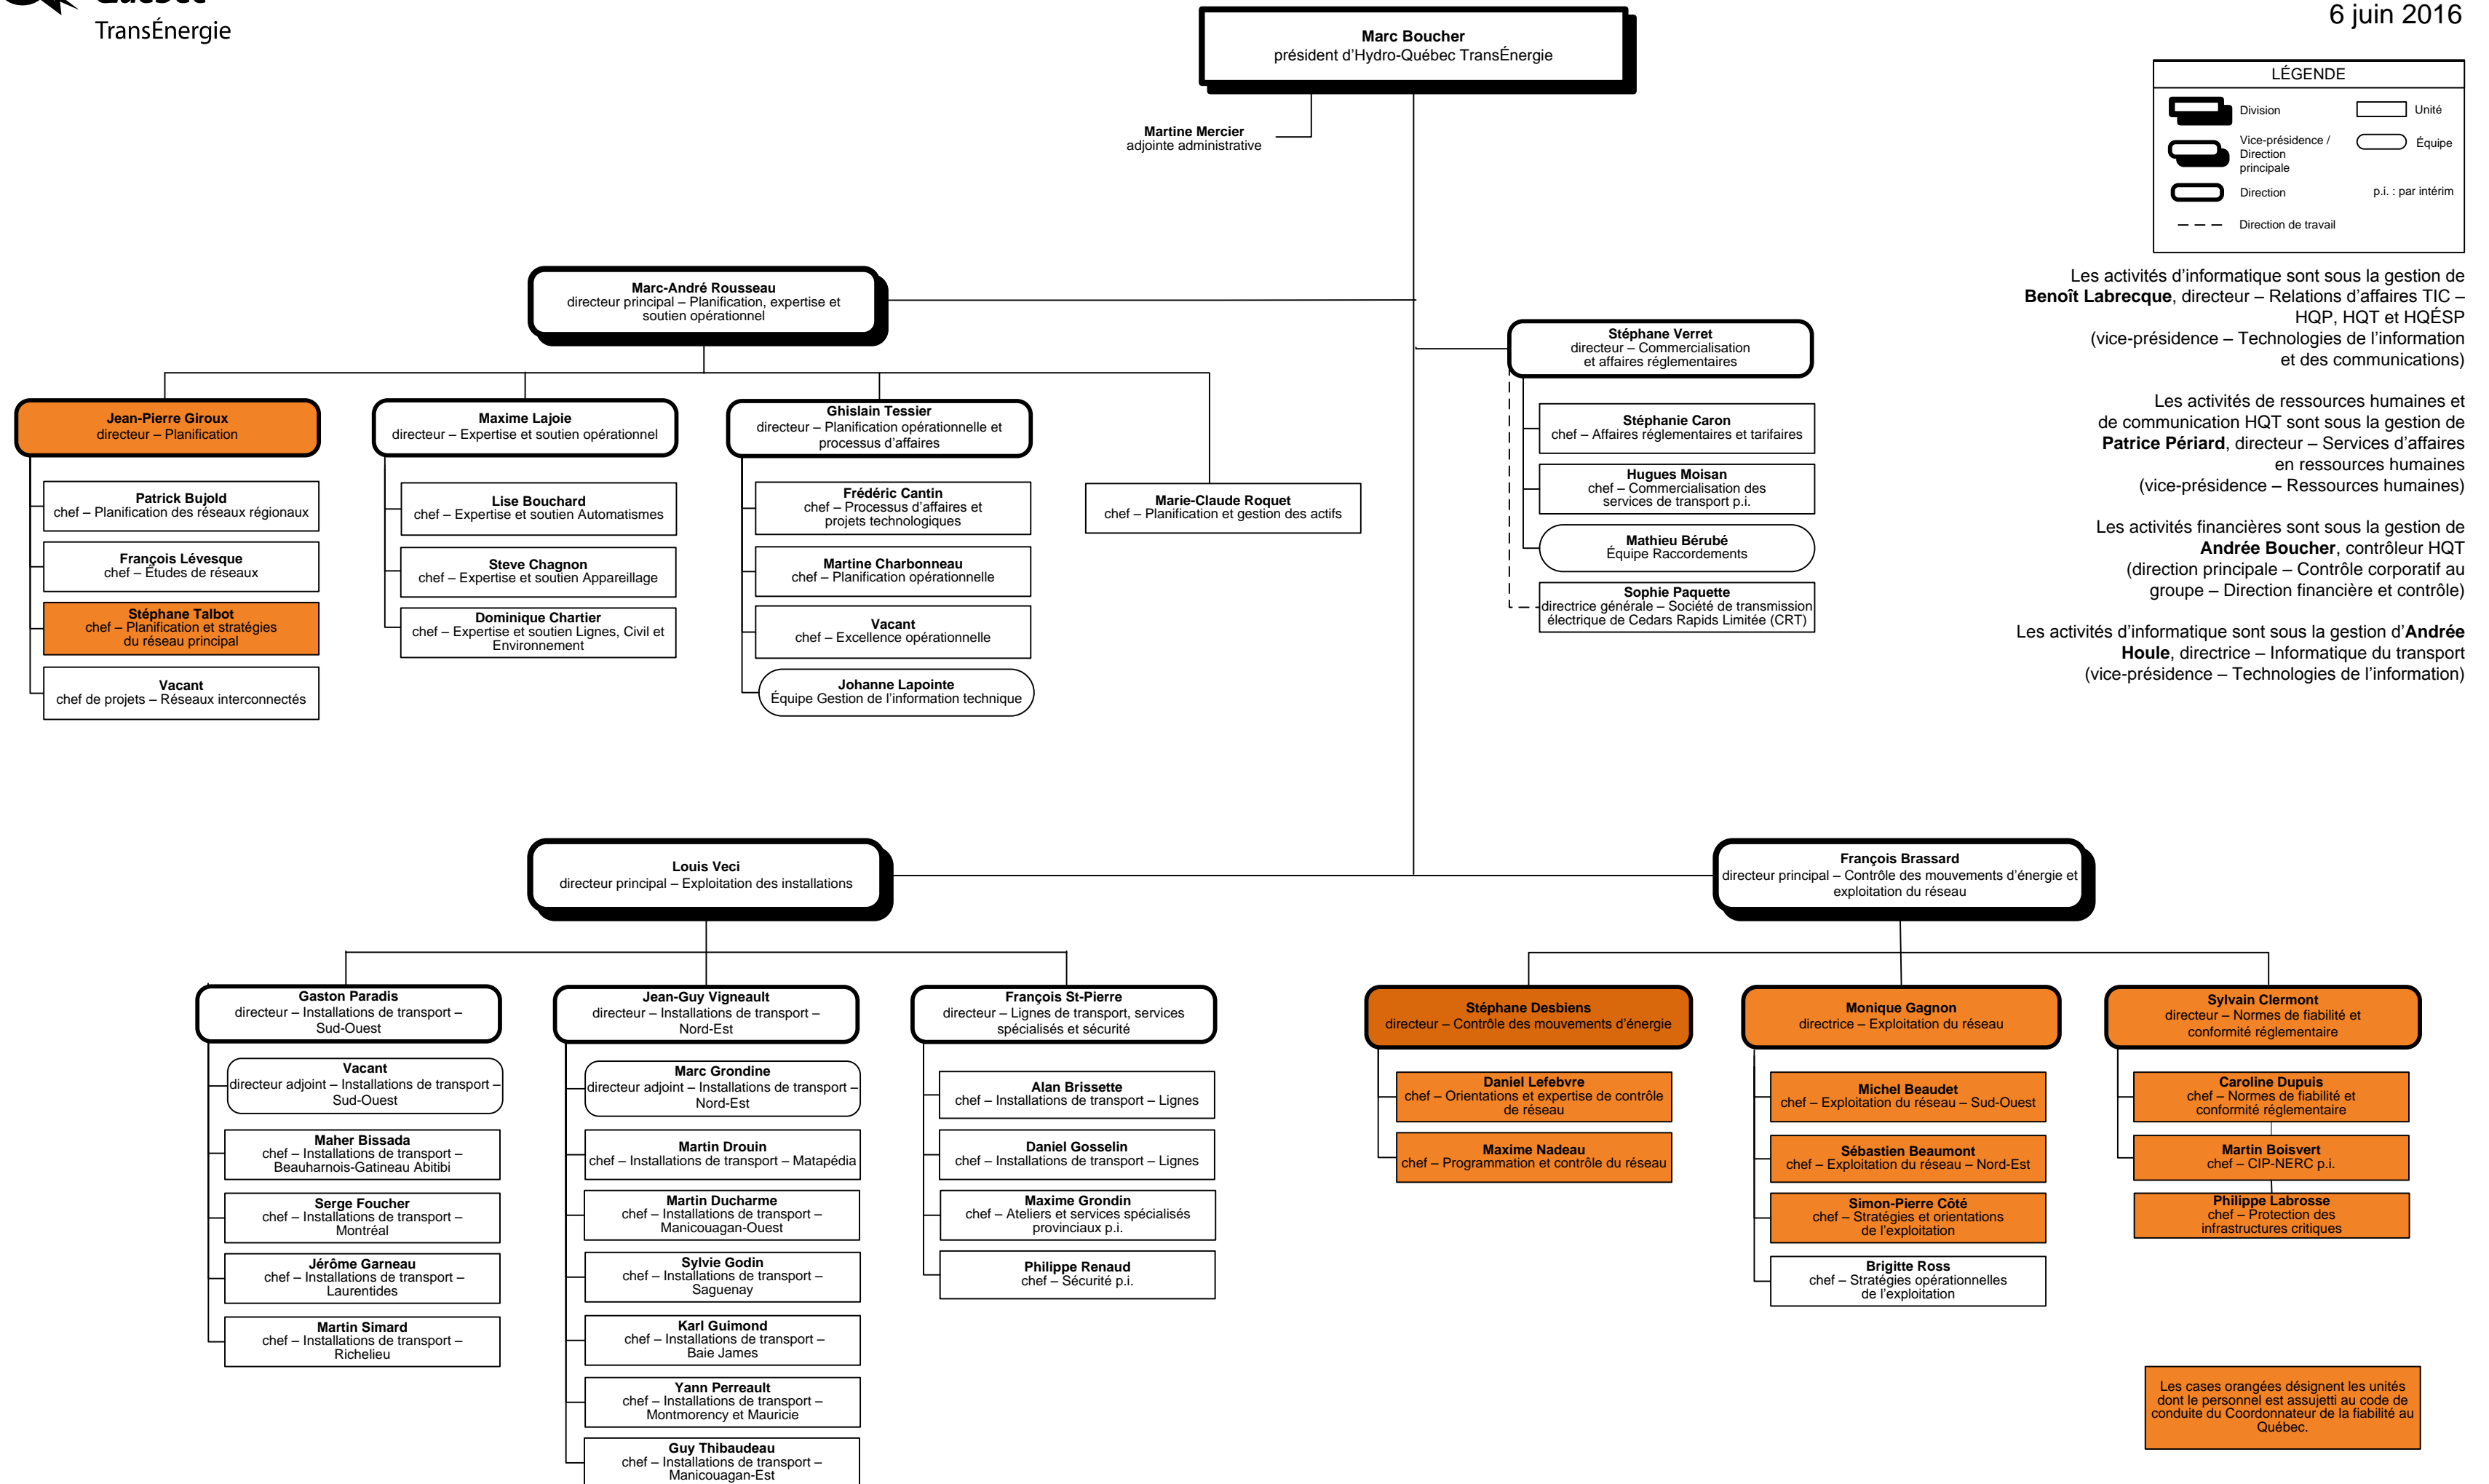 Québec
TransÉnergie
6 juin 2016
Marc Boucher
président d'Hydro-Québec TransÉnergie
Martine Mercier
adjointe administrative
LÉGENDE
Division
Unité
Vice-présidence /
Direction
principale
Équipe
Direction
p.i. : par intérim
Direction de travail
Les activités d'informatique sont sous la gestion de
Benoît Labrecque, directeur – Relations d'affaires TIC –
HQP, HQT et HQÉSP
(vice-présidence – Technologies de l'information
et des communications)
Les activités de ressources humaines et
de communication HQT sont sous la gestion de
Patrice Périard, directeur – Services d'affaires
en ressources humaines
(vice-présidence – Ressources humaines)
Les activités financières sont sous la gestion de
Andrée Boucher, contrôleur HQT
(direction principale – Contrôle corporatif au
groupe – Direction financière et contrôle)
Les activités d'informatique sont sous la gestion d'Andrée
Houle, directrice – Informatique du transport
(vice-présidence – Technologies de l'information)
Marc-André Rousseau
directeur principal – Planification, expertise et
soutien opérationnel
Jean-Pierre Giroux
directeur – Planification
Patrick Bujold
chef – Planification des réseaux régionaux
François Lévesque
chef – Études de réseaux
Stéphane Talbot
chef – Planification et stratégies
du réseau principal
Vacant
chef de projets – Réseaux interconnectés
Maxime Lajoie
directeur – Expertise et soutien opérationnel
Lise Bouchard
chef – Expertise et soutien Automatismes
Steve Chagnon
chef – Expertise et soutien Appareillage
Dominique Chartier
chef – Expertise et soutien Lignes, Civil et
Environnement
Ghislain Tessier
directeur – Planification opérationnelle et
processus d'affaires
Frédéric Cantin
chef – Processus d'affaires et
projets technologiques
Martine Charbonneau
chef – Planification opérationnelle
Vacant
chef – Excellence opérationnelle
Johanne Lapointe
Équipe Gestion de l'information technique
Marie-Claude Roquet
chef – Planification et gestion des actifs
Stéphane Verret
directeur – Commercialisation
et affaires réglementaires
Stéphanie Caron
chef – Affaires réglementaires et tarifaires
Hugues Moisan
chef – Commercialisation des
services de transport p.i.
Mathieu Bérubé
Équipe Raccordements
Sophie Paquette
directrice générale – Société de transmission
électrique de Cedars Rapids Limitée (CRT)
Louis Veci
directeur principal – Exploitation des installations
Gaston Paradis
directeur – Installations de transport –
Sud-Ouest
Vacant
directeur adjoint – Installations de transport –
Sud-Ouest
Maher Bissada
chef – Installations de transport –
Beauharnois-Gatineau Abitibi
Serge Foucher
chef – Installations de transport –
Montréal
Jérôme Garneau
chef – Installations de transport –
Laurentides
Martin Simard
chef – Installations de transport –
Richelieu
Jean-Guy Vigneault
directeur – Installations de transport –
Nord-Est
Marc Grondine
directeur adjoint – Installations de transport –
Nord-Est
Martin Drouin
chef – Installations de transport – Matapédia
Martin Ducharme
chef – Installations de transport –
Manicouagan-Ouest
Sylvie Godin
chef – Installations de transport –
Saguenay
Karl Guimond
chef – Installations de transport –
Baie James
Yann Perreault
chef – Installations de transport –
Montmorency et Mauricie
Guy Thibaudeau
chef – Installations de transport –
Manicouagan-Est
François St-Pierre
directeur – Lignes de transport, services
spécialisés et sécurité
Alan Brissette
chef – Installations de transport – Lignes
Daniel Gosselin
chef – Installations de transport – Lignes
Maxime Grondin
chef – Ateliers et services spécialisés
provinciaux p.i.
Philippe Renaud
chef – Sécurité p.i.
François Brassard
directeur principal – Contrôle des mouvements d'énergie et
exploitation du réseau
Stéphane Desbiens
directeur – Contrôle des mouvements d'énergie
Daniel Lefebvre
chef – Orientations et expertise de contrôle
de réseau
Maxime Nadeau
chef – Programmation et contrôle du réseau
Monique Gagnon
directrice – Exploitation du réseau
Michel Beaudet
chef – Exploitation du réseau – Sud-Ouest
Sébastien Beaumont
chef – Exploitation du réseau – Nord-Est
Simon-Pierre Côté
chef – Stratégies et orientations
de l'exploitation
Brigitte Ross
chef – Stratégies opérationnelles
de l'exploitation
Sylvain Clermont
directeur – Normes de fiabilité et
conformité réglementaire
Caroline Dupuis
chef – Normes de fiabilité et
conformité réglementaire
Martin Boisvert
chef – CIP-NERC p.i.
Philippe Labrosse
chef – Protection des
infrastructures critiques
Les cases orangées désignent les unités
dont le personnel est assujetti au code de
conduite du Coordonnateur de la fiabilité au
Québec.